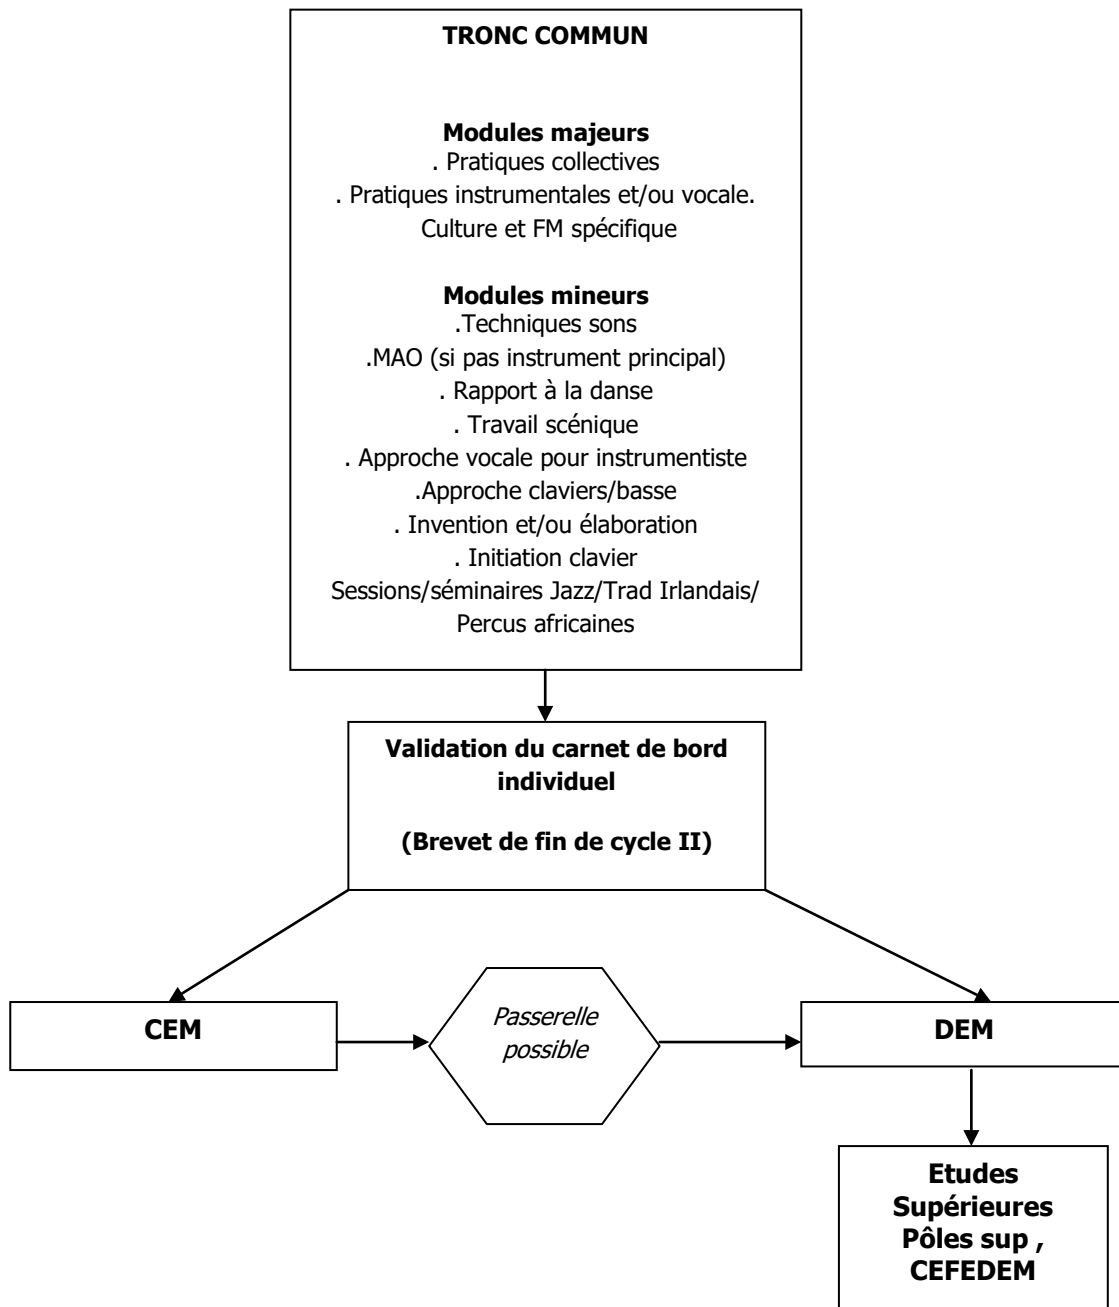 TRONC COMMUN
Modules majeurs
. Pratiques collectives
. Pratiques instrumentales et/ou vocale.
Culture et FM spécifique
Modules mineurs
.Techniques sons
.MAO (si pas instrument principal)
. Rapport à la danse
. Travail scénique
. Approche vocale pour instrumentiste
.Approche claviers/basse
. Invention et/ou élaboration
. Initiation clavier
Sessions/séminaires Jazz/Trad Irlandais/
Percus africaines
Validation du carnet de bord
individuel
(Brevet de fin de cycle II)
CEM
Passerelle
possible
DEM
Etudes
Supérieures
Pôles sup ,
CEFEDEM